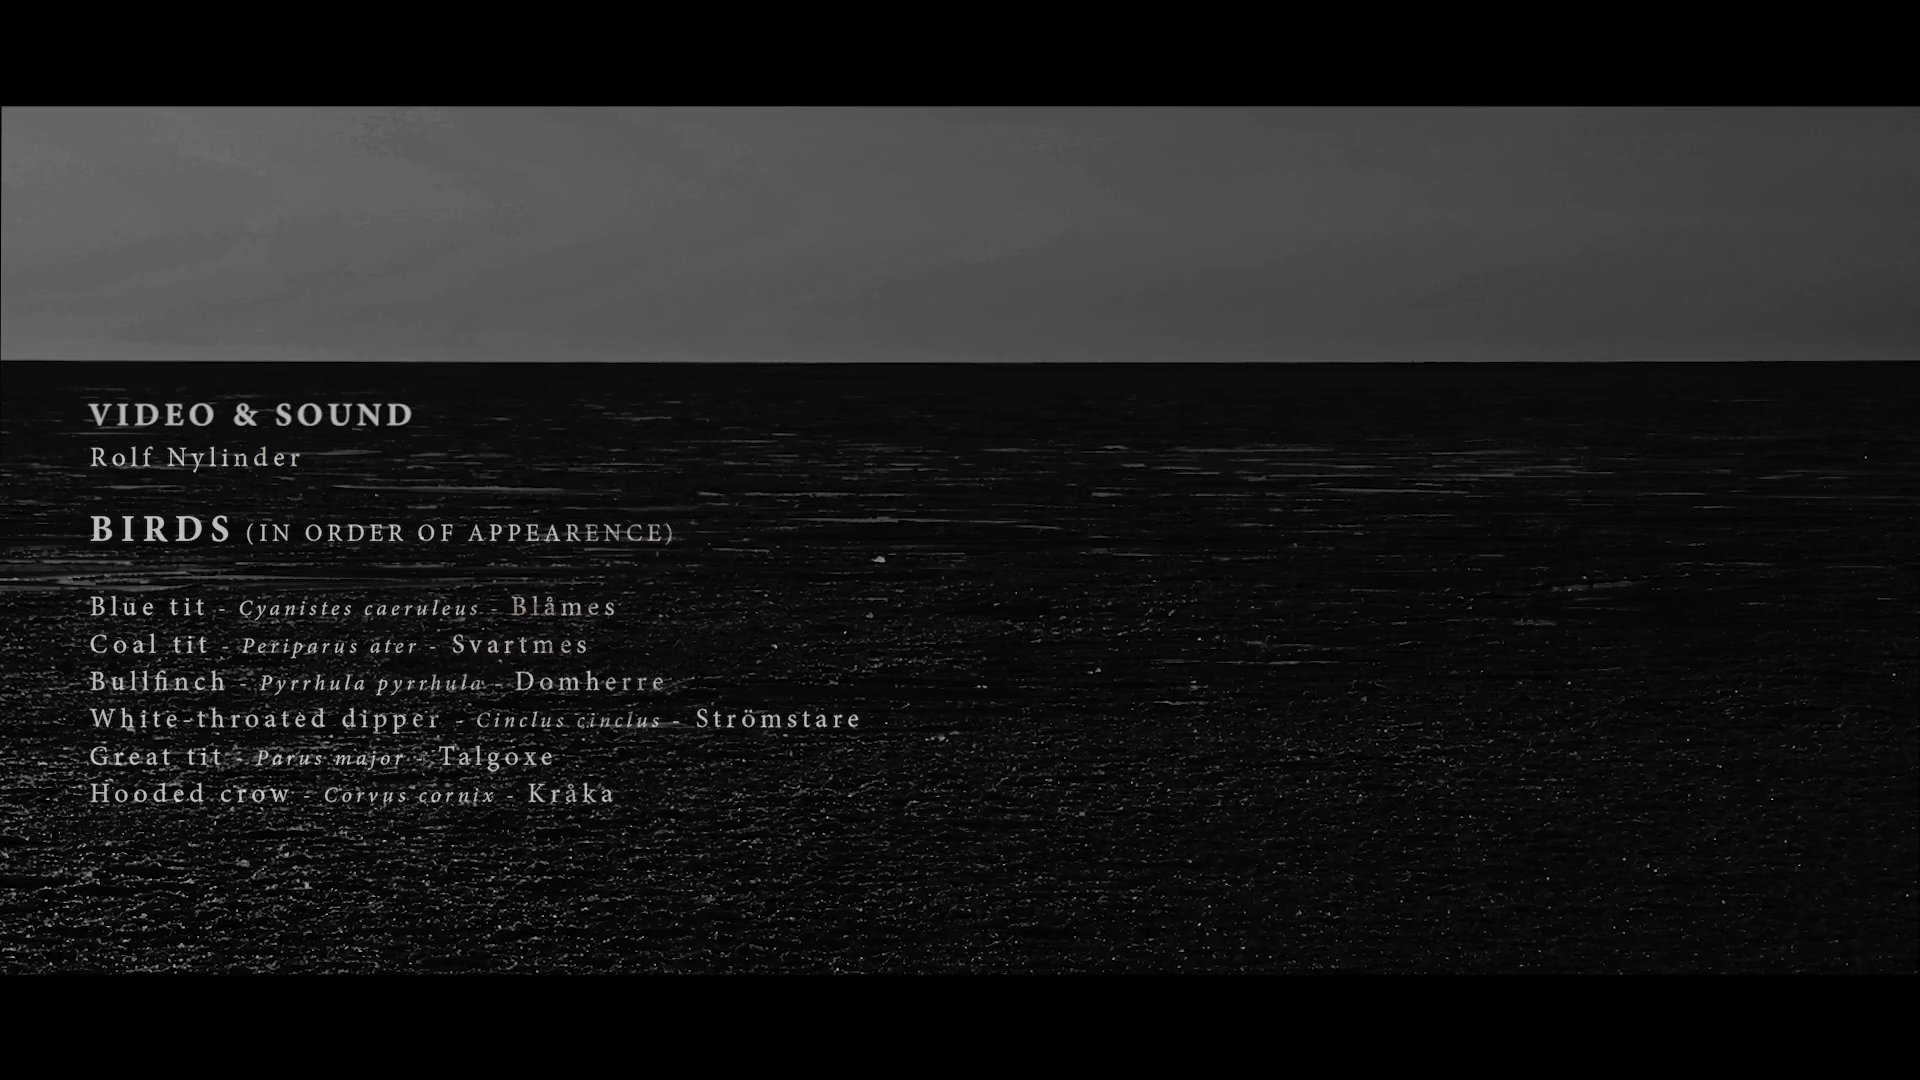 VIDEO & SOUND
Rolf Nylinder
BIRDS (IN ORDER OF APPEARENCE)
Blue tit - Cyanistes caeruleus - Blåmes
Coal tit - Periparus ater - Svartmes
Bullfinch - Pyrrhula pyrrhula - Domherre
White-throated dipper - Cinclus cinclus - Strömstare
Great tit - Parus major - Talgoxe
Hooded crow - Corvus cornix - Kråka